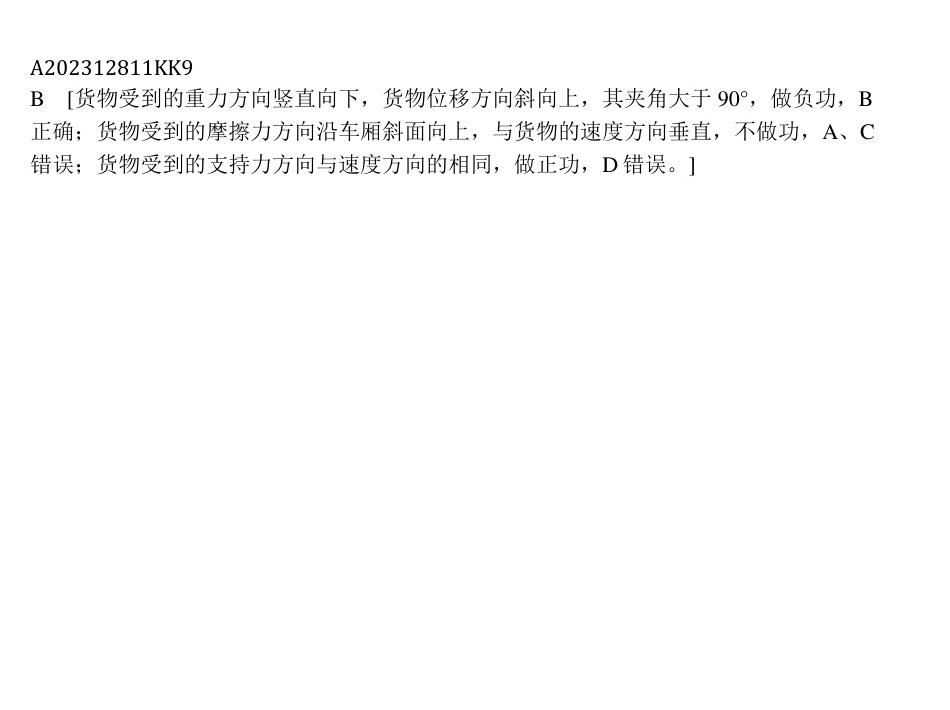 A202312811KK9
B [货物受到的重力方向竖直向下，货物位移方向斜向上，其夹角大于 90°，做负功，B
正确；货物受到的摩擦力方向沿车厢斜面向上，与货物的速度方向垂直，不做功，A、C
错误；货物受到的支持力方向与速度方向的相同，做正功，D 错误。]